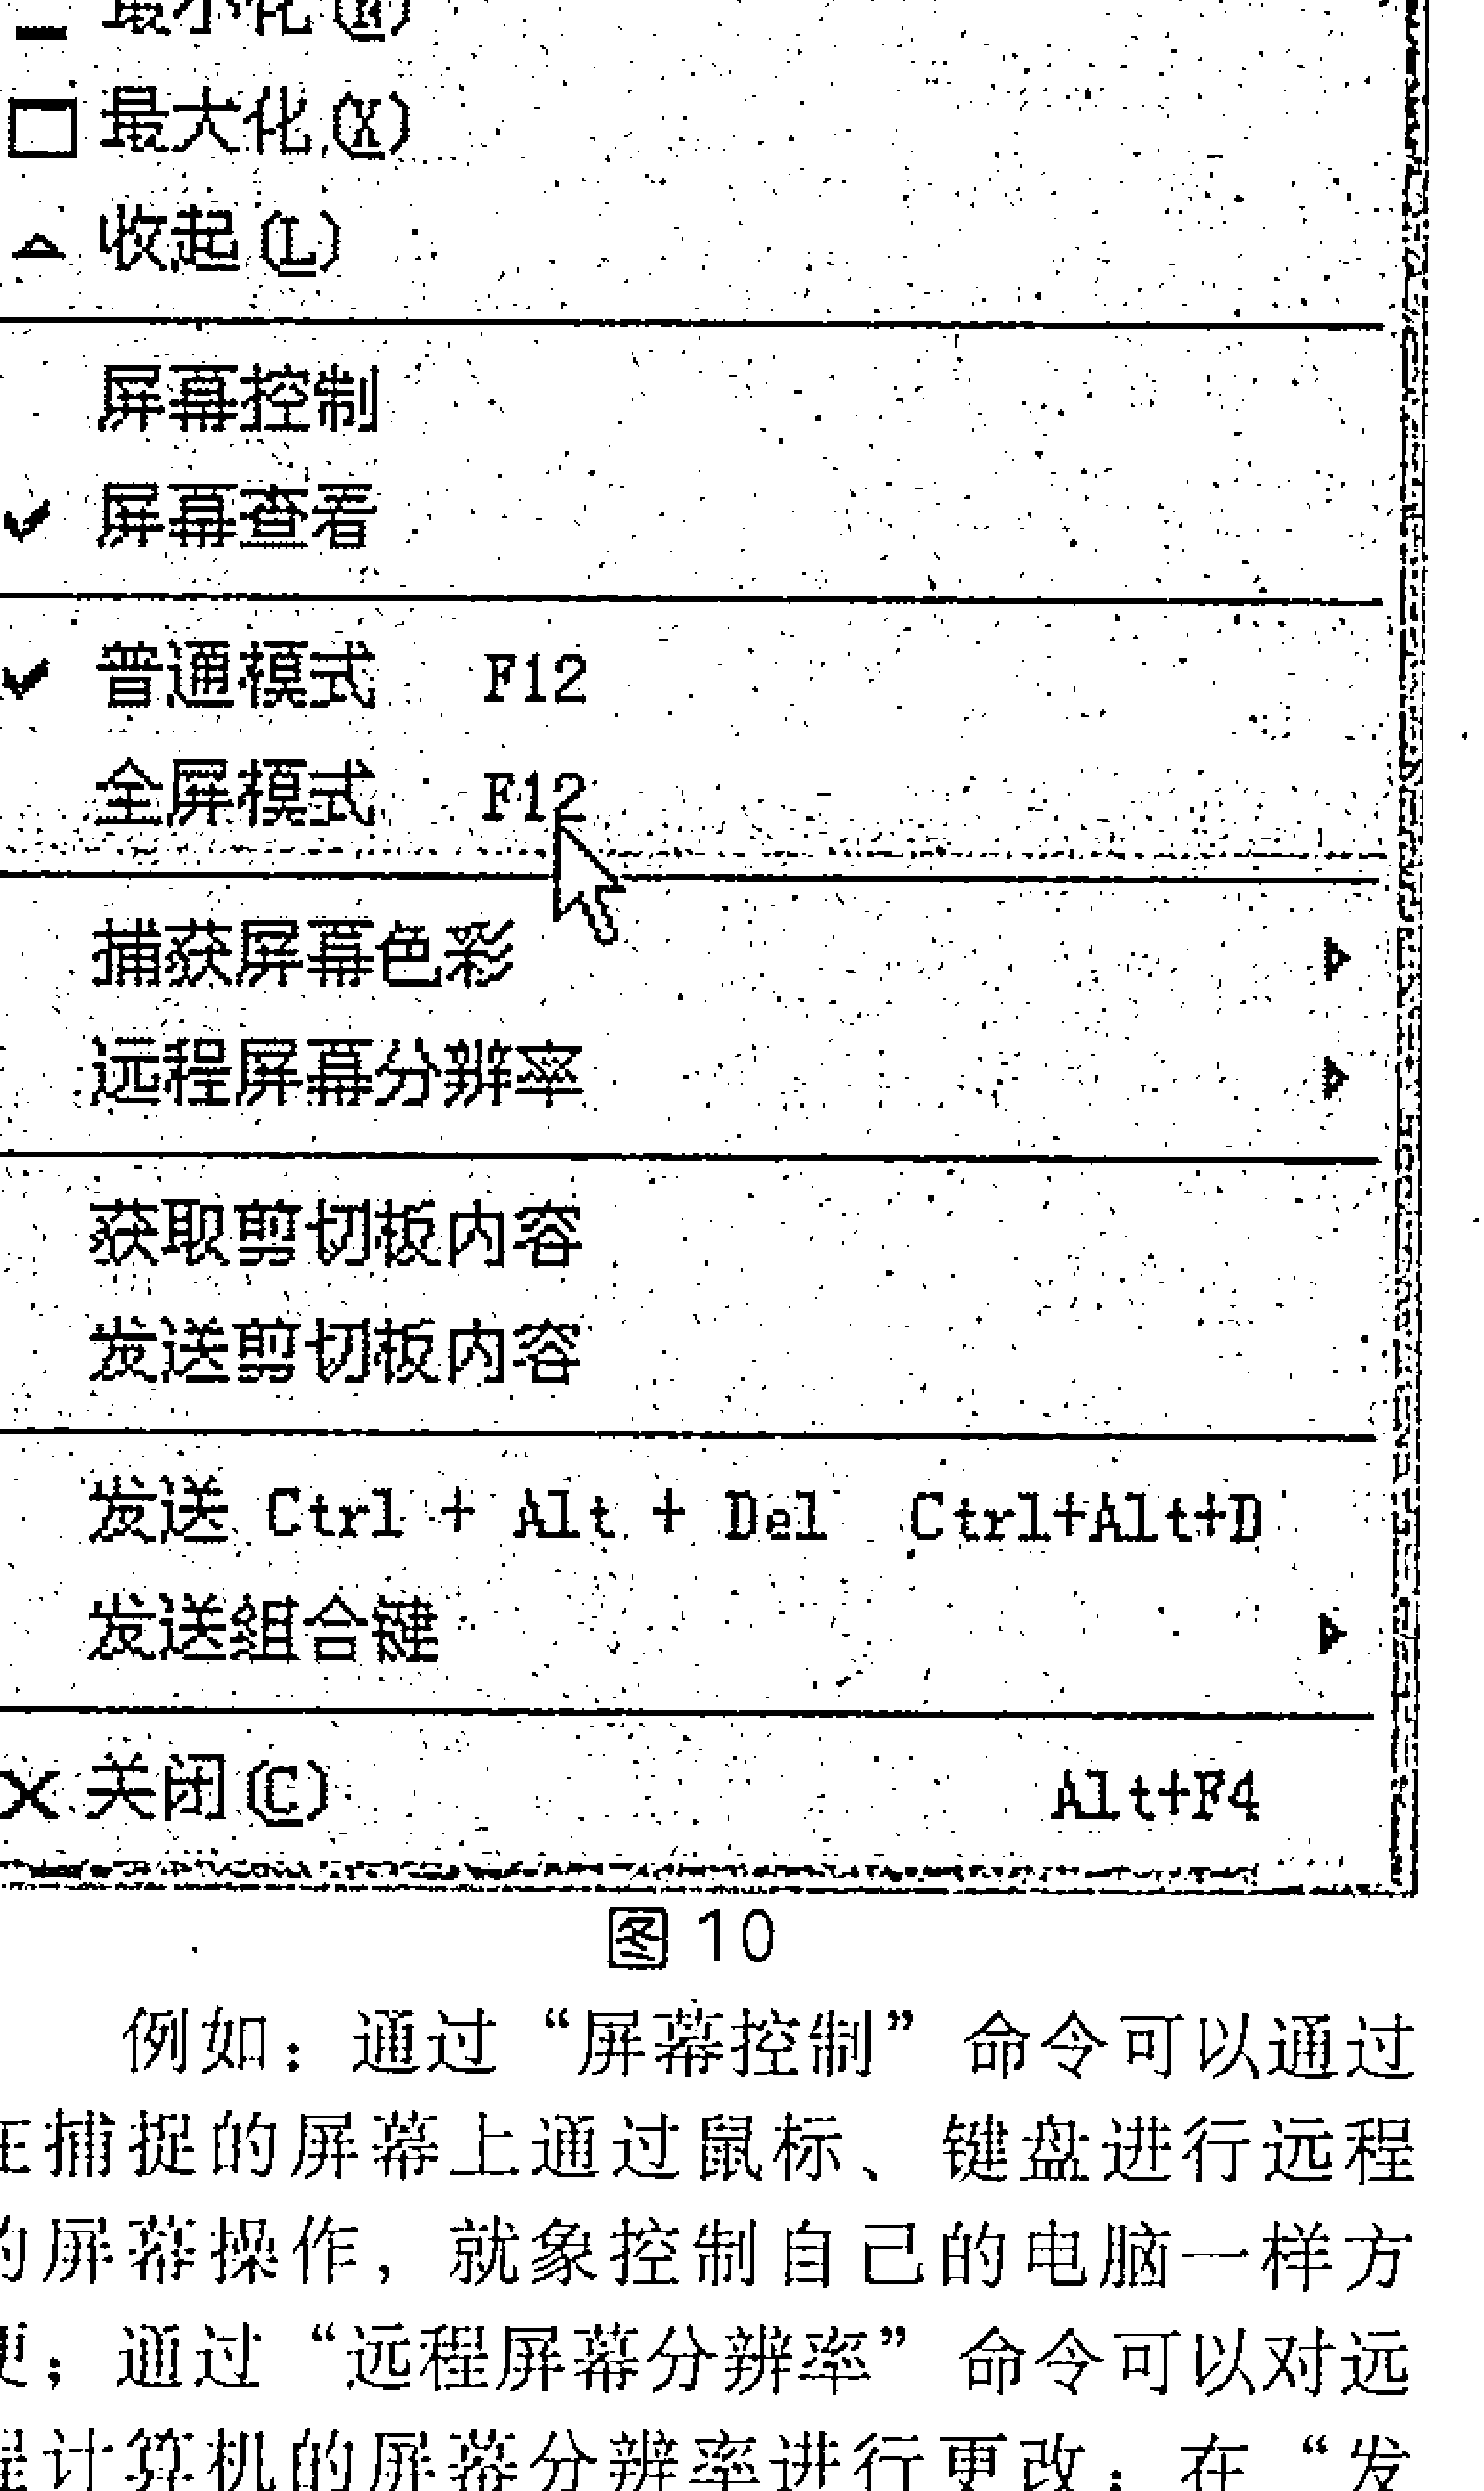 最小化(N)
最大化(X)
收起(L)
屏幕控制
屏幕查看
普通模式 F12
全屏模式 F12
捕获屏幕色彩
远程屏幕分辨率
获取剪切板内容
发送剪切板内容
发送 Ctrl + Alt + Del Ctrl+Alt+D
发送组合键
关闭(C) Alt+F4
图 10
例如：通过“屏幕控制”命令可以通过
在捕捉的屏幕上通过鼠标、键盘进行远程
的屏幕操作，就象控制自己的电脑一样方
便；通过“远程屏幕分辨率”命令可以对远
程计算机的屏幕分辨率进行更改；在“发